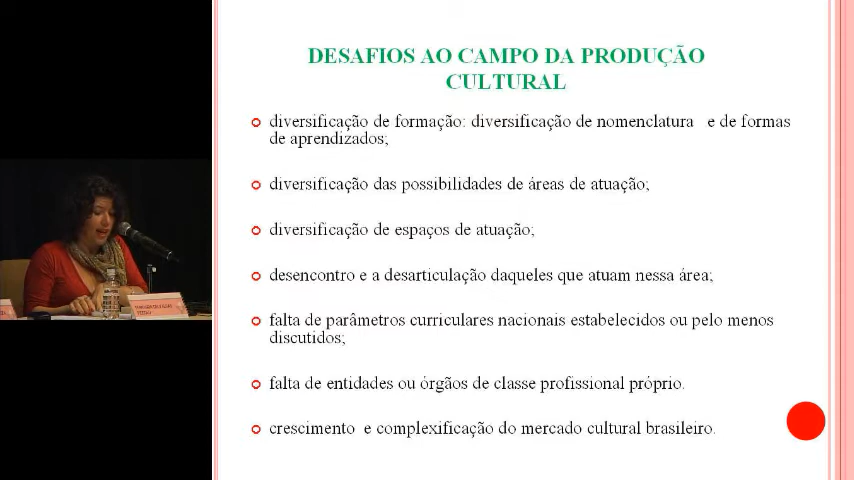 DESAFIOS AO CAMPO DA PRODUÇÃO
CULTURAL
diversificação de formação: diversificação de nomenclatura e de formas
de aprendizados;
diversificação das possibilidades de áreas de atuação;
diversificação de espaços de atuação;
desencontro e a desarticulação daqueles que atuam nessa área;
falta de parâmetros curriculares nacionais estabelecidos ou pelo menos
discutidos;
falta de entidades ou órgãos de classe profissional próprio.
crescimento e complexificação do mercado cultural brasileiro.